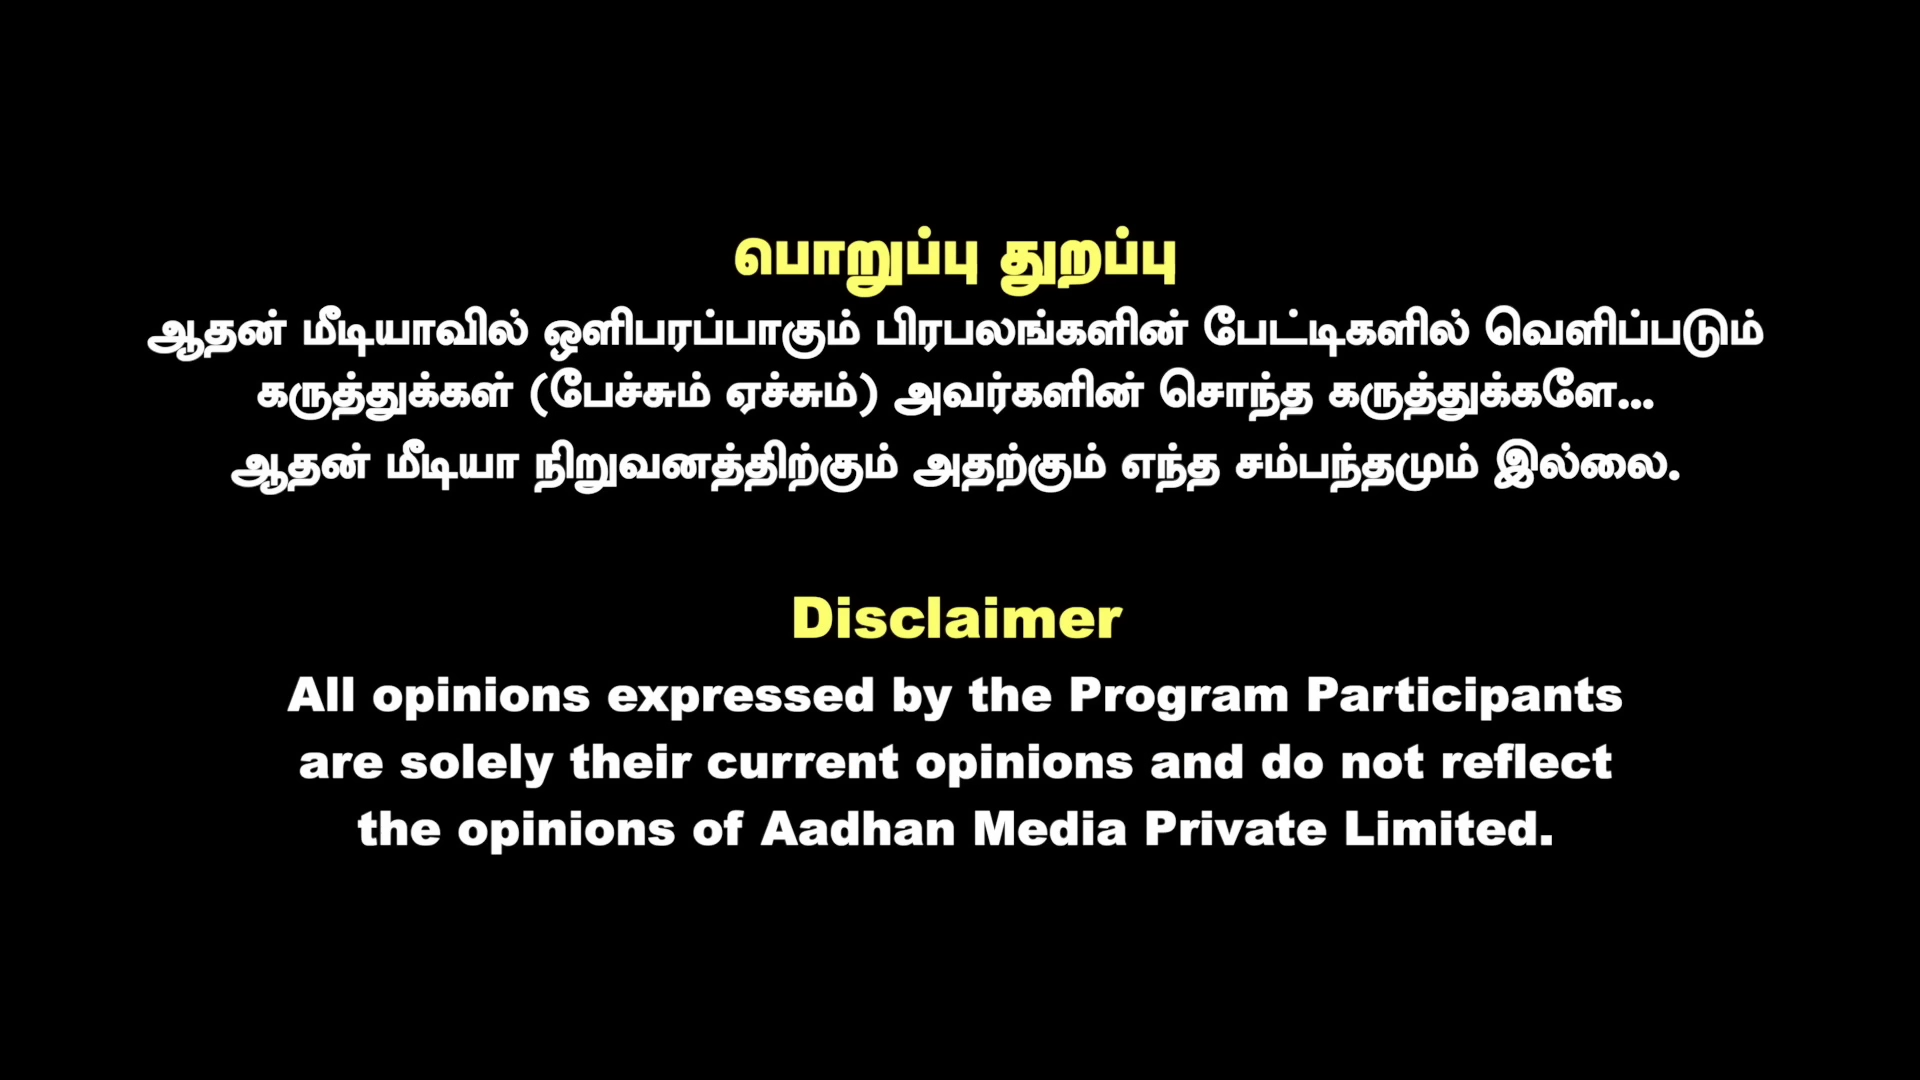 பொறுப்பு துறப்பு
ஆதன் மீடியாவில் ஒளிபரப்பாகும் பிரபலங்களின் பேட்டிகளில் வெளிப்படும்
கருத்துக்கள் (பேச்சும் ஏச்சும்) அவர்களின் சொந்த கருத்துக்களே...
ஆதன் மீடியா நிறுவனத்திற்கும் அதற்கும் எந்த சம்பந்தமும் இல்லை.
Disclaimer
All opinions expressed by the Program Participants
are solely their current opinions and do not reflect
the opinions of Aadhan Media Private Limited.